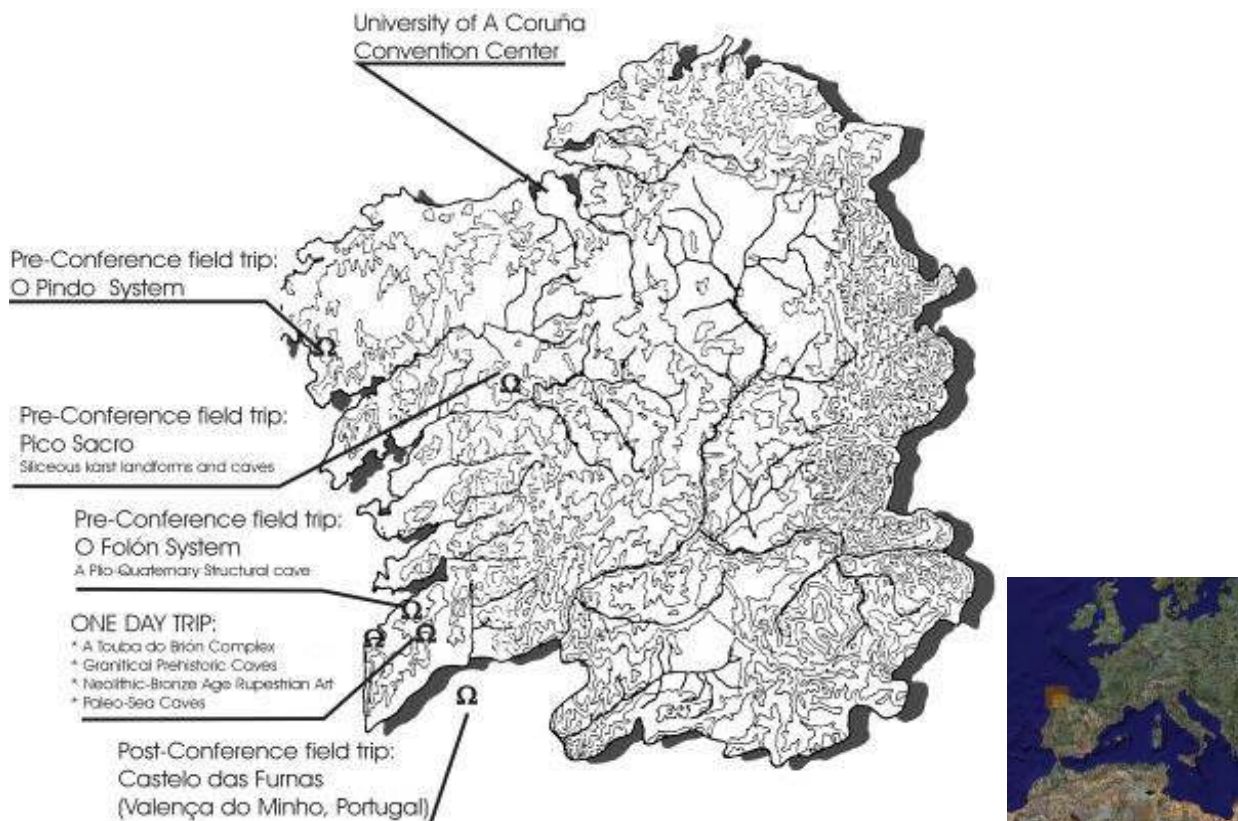 University of A Coruña
Convention Center
Pre-Conference field trip:
O Pindo System
Ω
Pre-Conference field trip:
Pico Sacro
Siliceous karst landforms and caves
Ω
Pre-Conference field trip:
O Folón System
A Plio-Quaternary Structural cave
Ω
ONE DAY TRIP:
* A Touba do Brión Complex
* Granitical Prehistoric Caves
* Neolithic-Bronze Age Rupestrian Art
* Paleo-Sea Caves
Ω
Ω
Ω
Post-Conference field trip:
Castelo das Furnas
(Valença do Minho, Portugal)